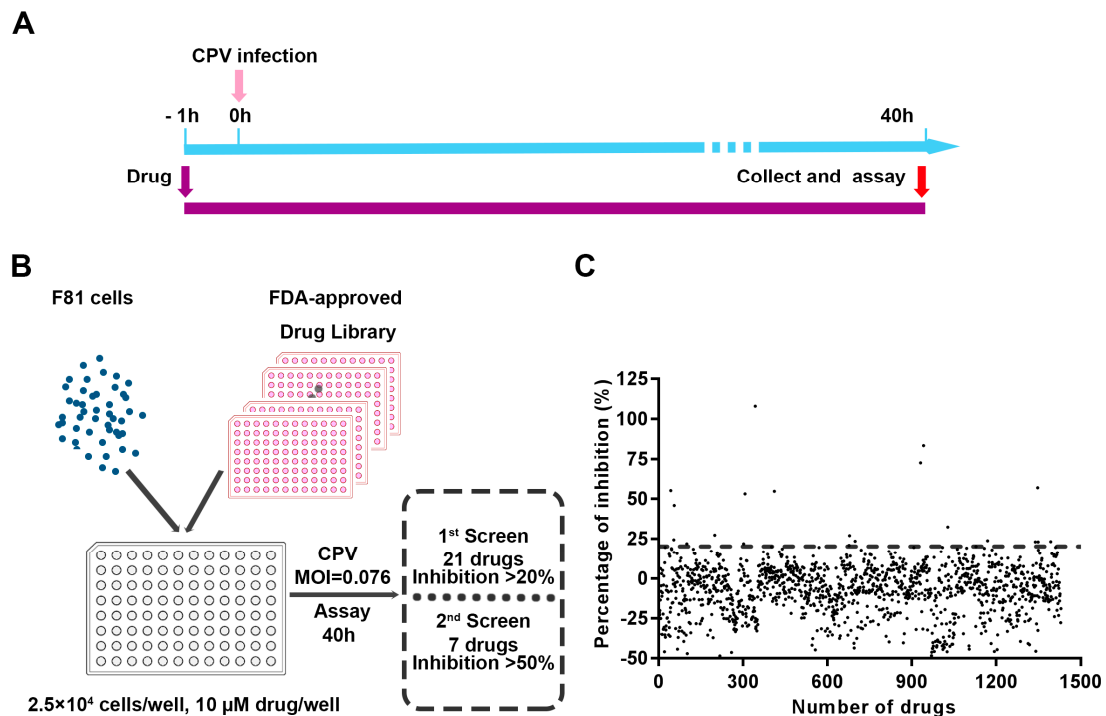 A
CPV infection
- 1h
0h
40h
Drug
Collect and assay
B
F81 cells
FDA-approved
Drug Library
CPV
MOI=0.076
Assay
40h
1st Screen
21 drugs
Inhibition >20%
2nd Screen
7 drugs
Inhibition >50%
2.5×10⁴ cells/well, 10 µM drug/well
C
Percentage of inhibition (%)
125
100
75
50
25
0
-25
-50
0
300
600
900
1200
1500
Number of drugs